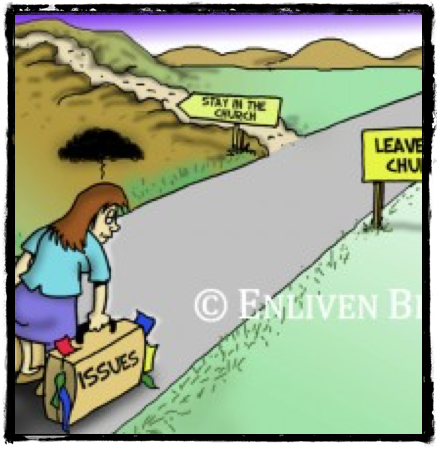 STAY IN THE
CHURCH
LEAVE
CHU
ISSUES
© ENLIVEN B